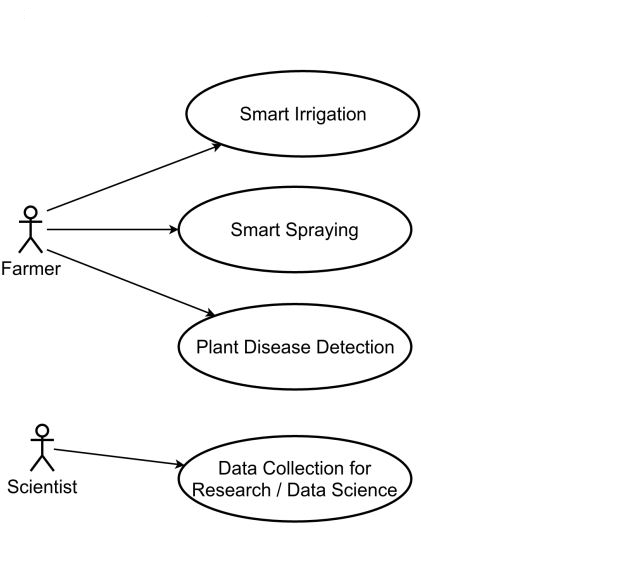 Smart Irrigation
Smart Spraying
Farmer
Plant Disease Detection
Scientist
Data Collection for
Research / Data Science